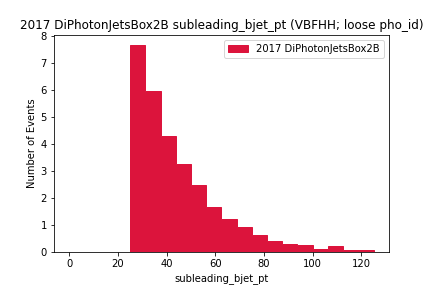 2017 DiPhotonJetsBox2B subleading_bjet_pt (VBFHH; loose pho_id)
2017 DiPhotonJetsBox2B
8
7
6
5
4
3
2
1
0
Number of Events
0 20 40 60 80 100 120
subleading_bjet_pt